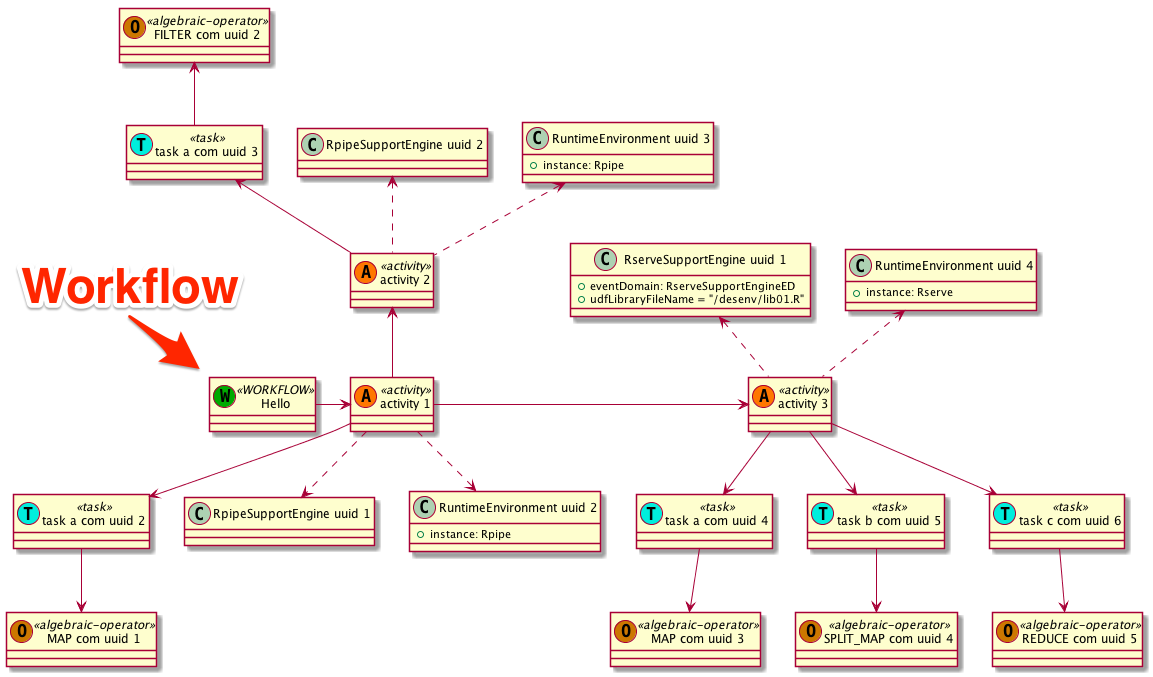 O
«algebraic-operator»
FILTER com uuid 2
T
«task»
task a com uuid 3
C
RpipeSupportEngine uuid 2
C
RuntimeEnvironment uuid 3
instance: Rpipe
A
«activity»
activity 2
C
RserveSupportEngine uuid 1
eventDomain: RserveSupportEngineED
udfLibraryFileName = "/desenv/lib01.R"
C
RuntimeEnvironment uuid 4
instance: Rserve
Workflow
W
«WORKFLOW»
Hello
A
«activity»
activity 1
A
«activity»
activity 3
T
«task»
task a com uuid 2
C
RpipeSupportEngine uuid 1
C
RuntimeEnvironment uuid 2
instance: Rpipe
T
«task»
task a com uuid 4
T
«task»
task b com uuid 5
T
«task»
task c com uuid 6
O
«algebraic-operator»
MAP com uuid 1
O
«algebraic-operator»
MAP com uuid 3
O
«algebraic-operator»
SPLIT_MAP com uuid 4
O
«algebraic-operator»
REDUCE com uuid 5